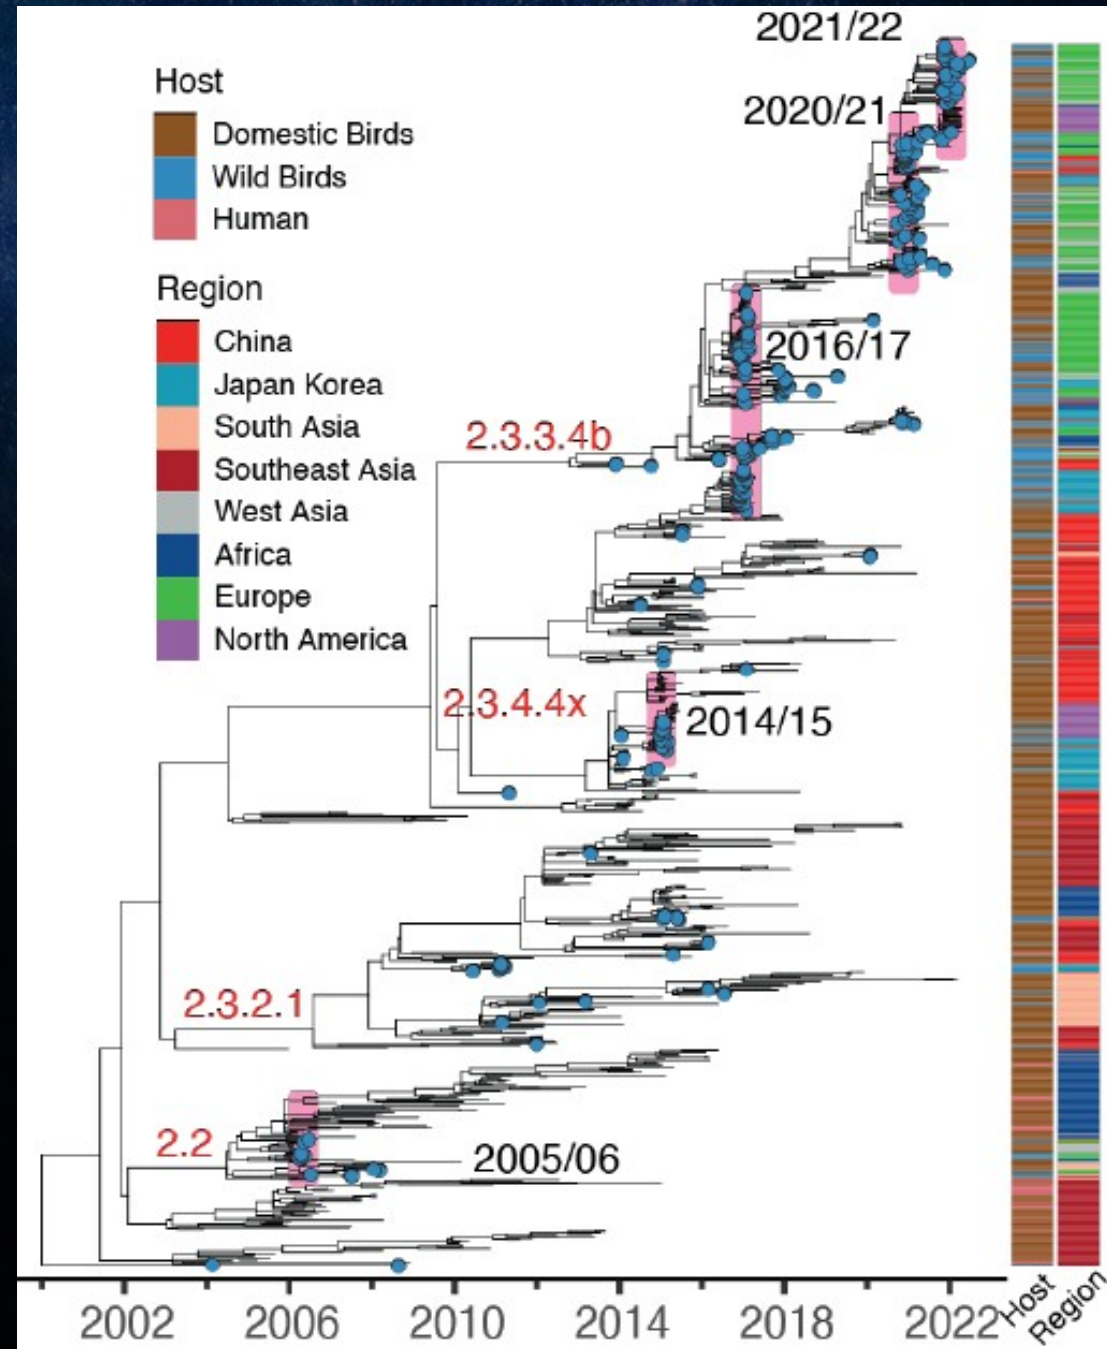 2021/22
Host
2020/21
Domestic Birds
Wild Birds
Human
Region
China
2016/17
Japan Korea
South Asia
2.3.3.4b
Southeast Asia
West Asia
Africa
Europe
North America
2.3.4.4x
2014/15
2.3.2.1
2.2
2005/06
2002 2006 2010 2014 2018 2022
Host
Region